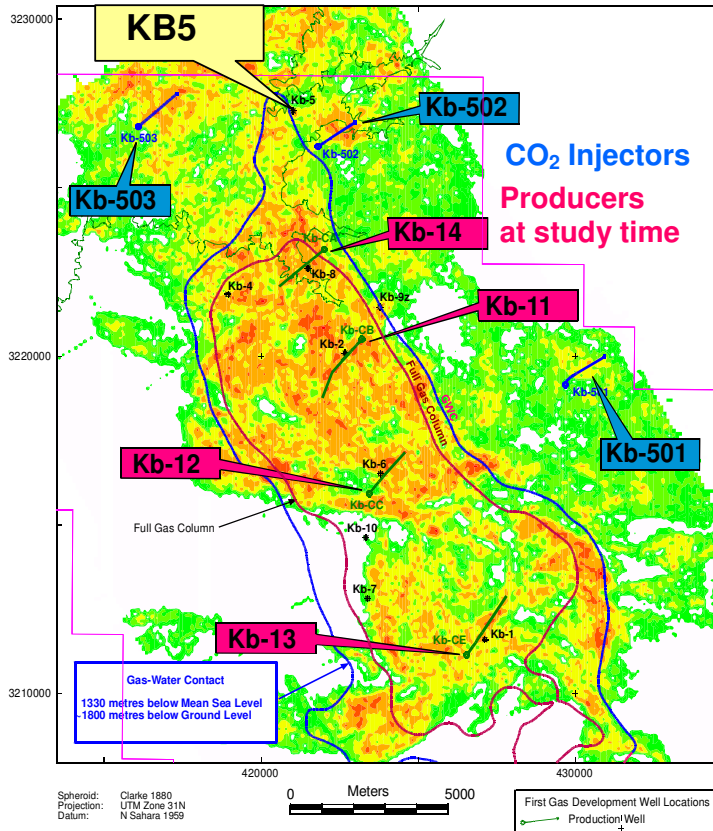 3230000
KB5
Kb-5
Kb-502
Kb-503
Kb-502
CO2 Injectors
Kb-503
Producers
at study time
Kb-CA
Kb-14
Kb-8
Kb-4
Kb-9z
Kb-11
Kb-CB
Kb-2
3220000
GWC
Full Gas Column
Kb-501
Kb-501
Kb-12
Kb-6
Kb-CC
Full Gas Column
Kb-10
Kb-7
Kb-13
Kb-CE
Kb-1
Gas-Water Contact
1330 metres below Mean Sea Level
~1800 metres below Ground Level
3210000
420000
430000
Meters
0
5000
Spheroid: Clarke 1880
Projection: UTM Zone 31N
Datum: N Sahara 1959
First Gas Development Well Locations
Production Well